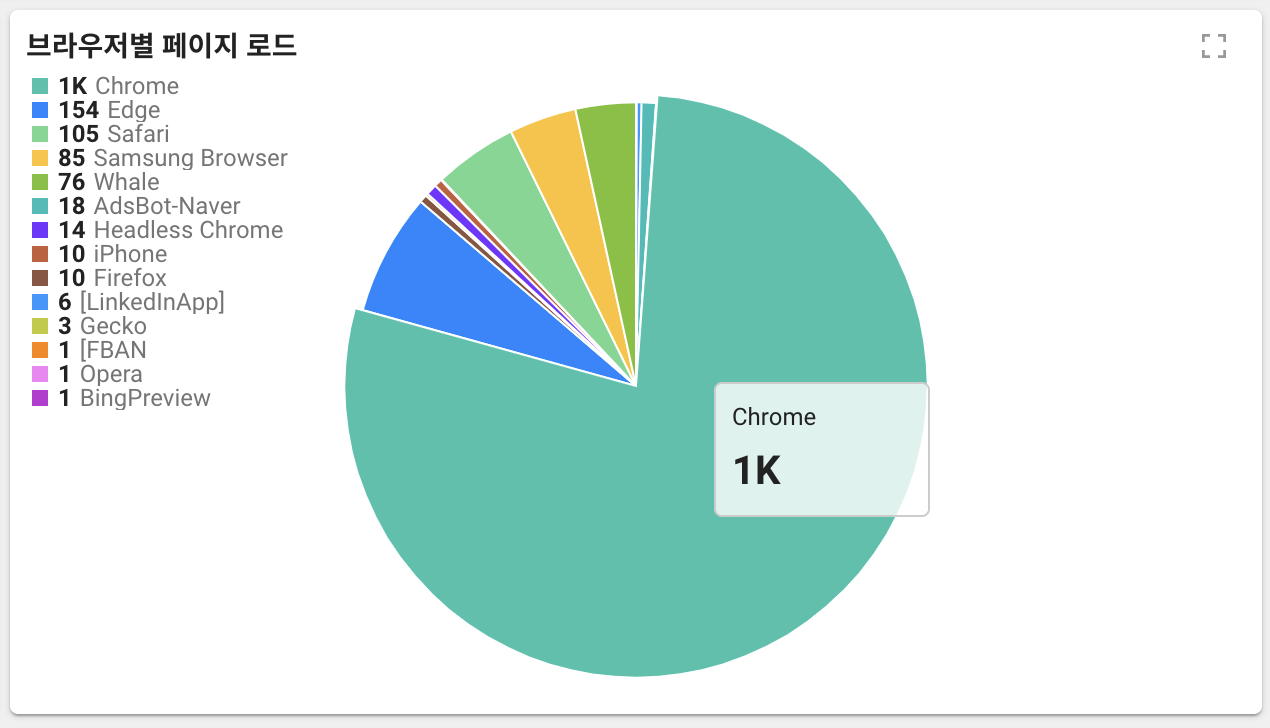 브라우저별 페이지 로드
1K Chrome
154 Edge
105 Safari
85 Samsung Browser
76 Whale
18 AdsBot-Naver
14 Headless Chrome
10 iPhone
10 Firefox
6 [LinkedInApp]
3 Gecko
1 [FBAN
1 Opera
1 BingPreview
Chrome
1K